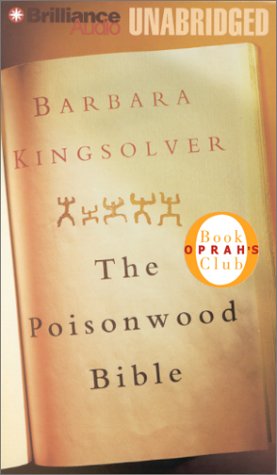 Brilliance
Audio
UNABRIDGED
BARBARA
KINGSOLVER
Book
OPRAH'S
Club
The
Poisonwood
Bible